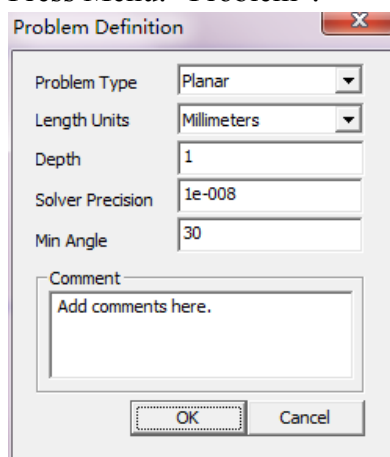 Press Menu: "Problem".
Problem Definition
X
Problem Type Planar
Length Units Millimeters
Depth 1
Solver Precision 1e-008
Min Angle 30
Comment
Add comments here.
OK Cancel